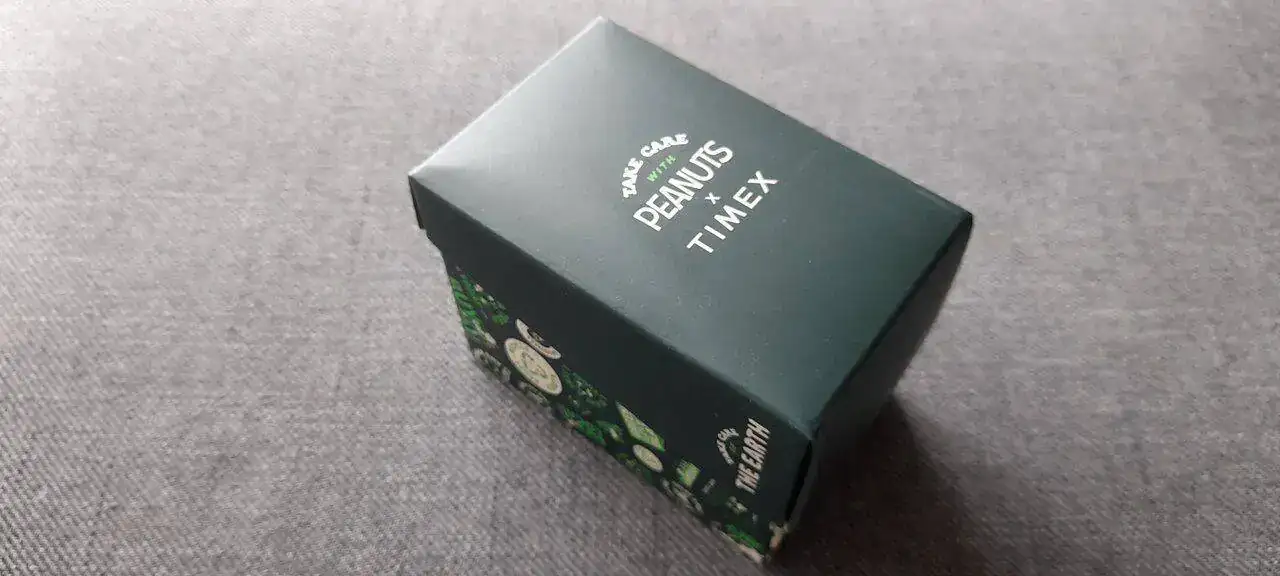 TAKE CARE
WITH
PEANUTS
X
TIMEX
THE EARTH